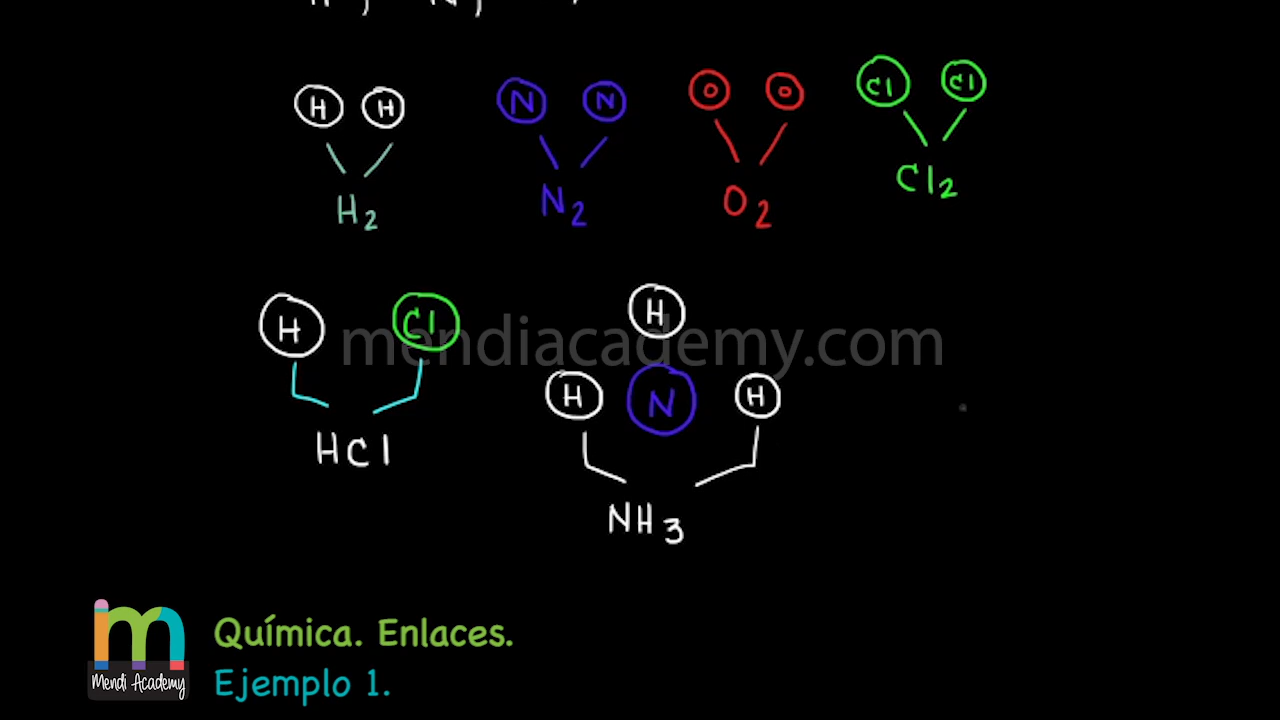 H H N N O O Cl Cl
H2 N2 O2 Cl2
H Cl H
mendiacademy.com
H N H
HCl
NH3
Química. Enlaces.
Mendi Academy
Ejemplo 1.